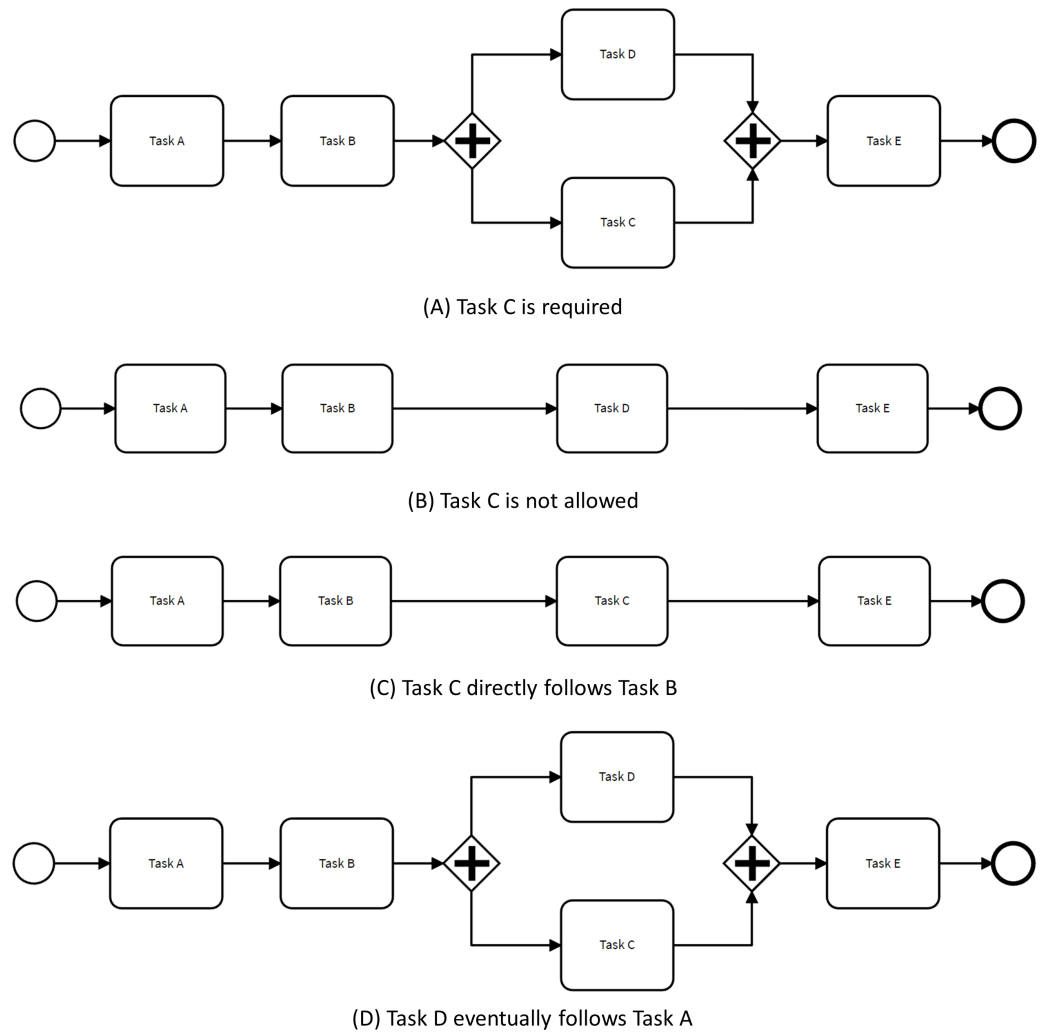 Task D
Task A
Task B
Task E
Task C
(A) Task C is required
Task A
Task B
Task D
Task E
(B) Task C is not allowed
Task A
Task B
Task C
Task E
(C) Task C directly follows Task B
Task D
Task A
Task B
Task E
Task C
(D) Task D eventually follows Task A